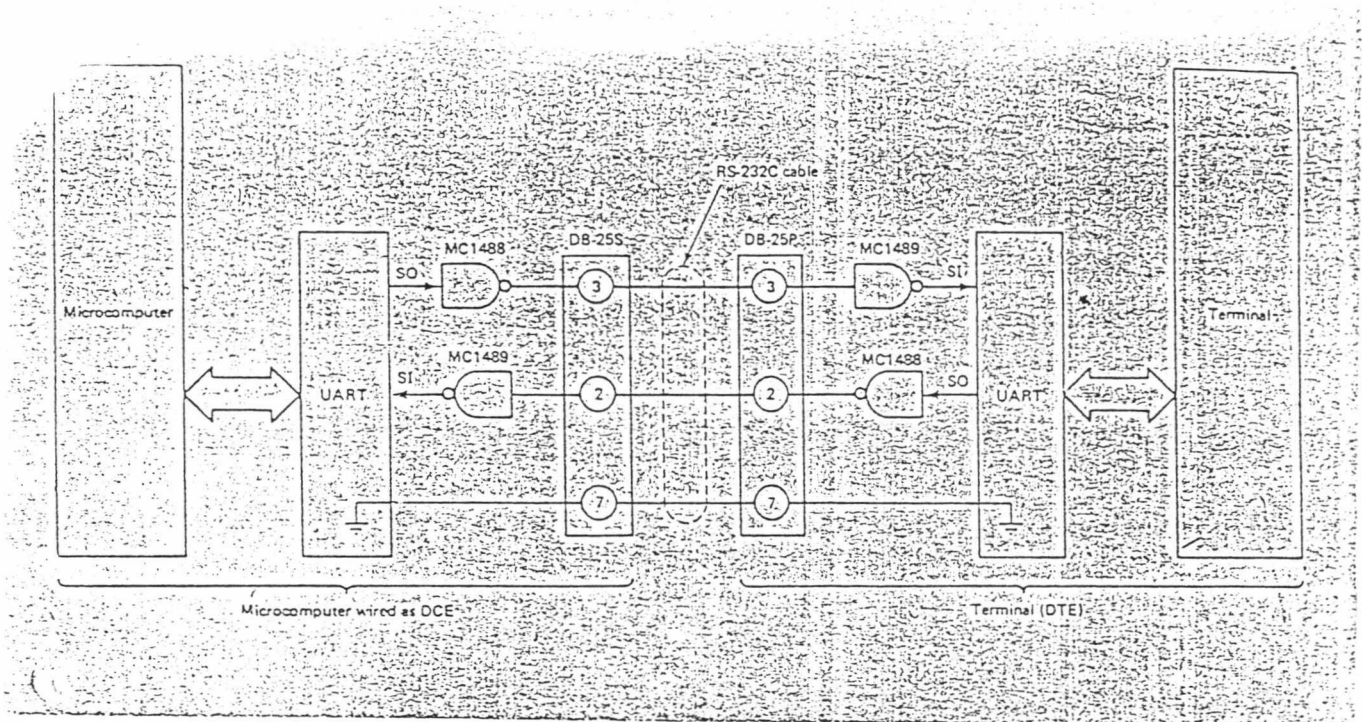 RS-232C cable
MC1488
DB-25S
DB-25P
MC1489
SO
3
3
SI
Microcomputer
Terminal
MC1489
MC1488
SI
SO
UART
2
2
UART
7
7
Microcomputer wired as DCE
Terminal (DTE)